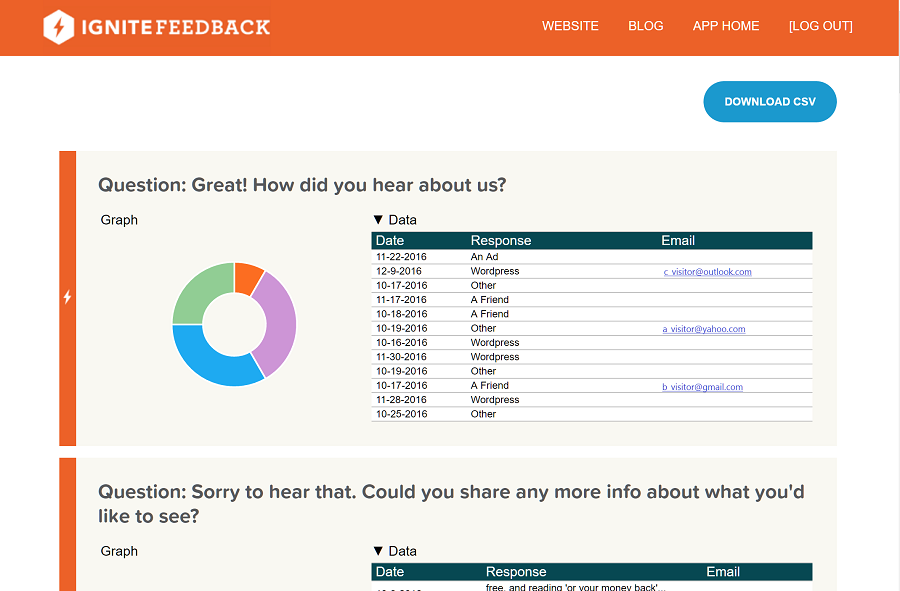 IGNITEFEEDBACK
WEBSITE BLOG APP HOME [LOG OUT]
DOWNLOAD CSV
Question: Great! How did you hear about us?
Graph
▼ Data
Date Response Email
11-22-2016 An Ad
12-9-2016 Wordpress c_visitor@outlook.com
10-17-2016 Other
11-17-2016 A Friend
10-18-2016 A Friend
10-19-2016 Other a_visitor@yahoo.com
10-16-2016 Wordpress
11-30-2016 Wordpress
10-19-2016 Other
10-17-2016 A Friend b_visitor@gmail.com
11-28-2016 Wordpress
10-25-2016 Other
Question: Sorry to hear that. Could you share any more info about what you'd
like to see?
Graph
▼ Data
Date Response Email
free, and reading 'or your money back'...